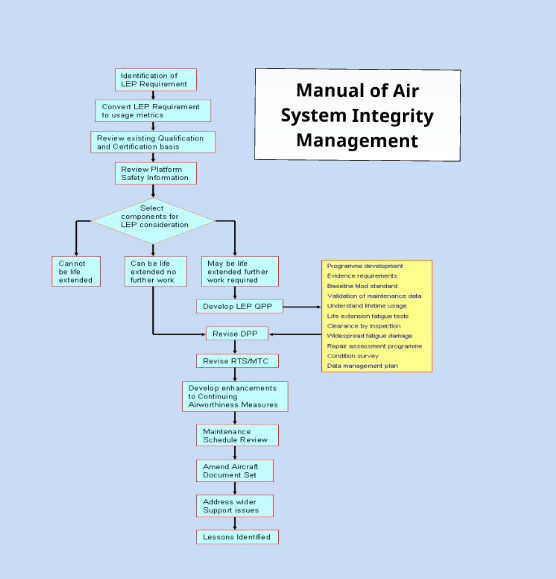 Manual of Air
System Integrity
Management
Identification of
LEP Requirement
Convert LEP Requirement
to usage metrics
Review existing Qualification
and Certification basis
Review Platform
Safety Information
Select
components for
LEP consideration
Cannot
be life
extended
Can be life
extended no
further work
May be life
extended further
work required
Develop LEP QPP
Programme development
Evidence requirements
Baseline Mod standard
Validation of maintenance data
Understand lifetime usage
Life extension fatigue tests
Clearance by inspection
Widespread fatigue damage
Repair assessment programme
Condition survey
Data management plan
Revise DPP
Revise RTS/MTC
Develop enhancements
to Continuing
Airworthiness Measures
Maintenance
Schedule Review
Amend Aircraft
Document Set
Address wider
Support issues
Lessons Identified